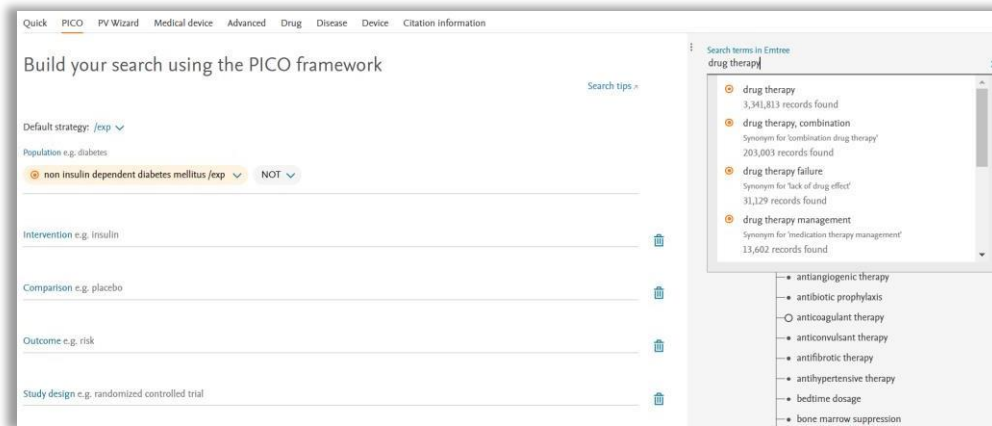 Quick PICO PV Wizard Medical device Advanced Drug Disease Device Citation information
Build your search using the PICO framework
Search tips
Default strategy: /exp
Population e.g. diabetes
non insulin dependent diabetes mellitus /exp NOT
Intervention e.g. insulin
Comparison e.g. placebo
Outcome e.g. risk
Study design e.g. randomized controlled trial
Search terms in Emtree
drug therapy
drug therapy
3,341,813 records found
drug therapy, combination
Synonym for 'combination drug therapy'
203,003 records found
drug therapy failure
Synonym for 'lack of drug effect'
31,129 records found
drug therapy management
Synonym for 'medication therapy management'
13,602 records found
antiangiogenic therapy
antibiotic prophylaxis
anticoagulant therapy
anticonvulsant therapy
antifibrotic therapy
antihypertensive therapy
bedtime dosage
bone marrow suppression